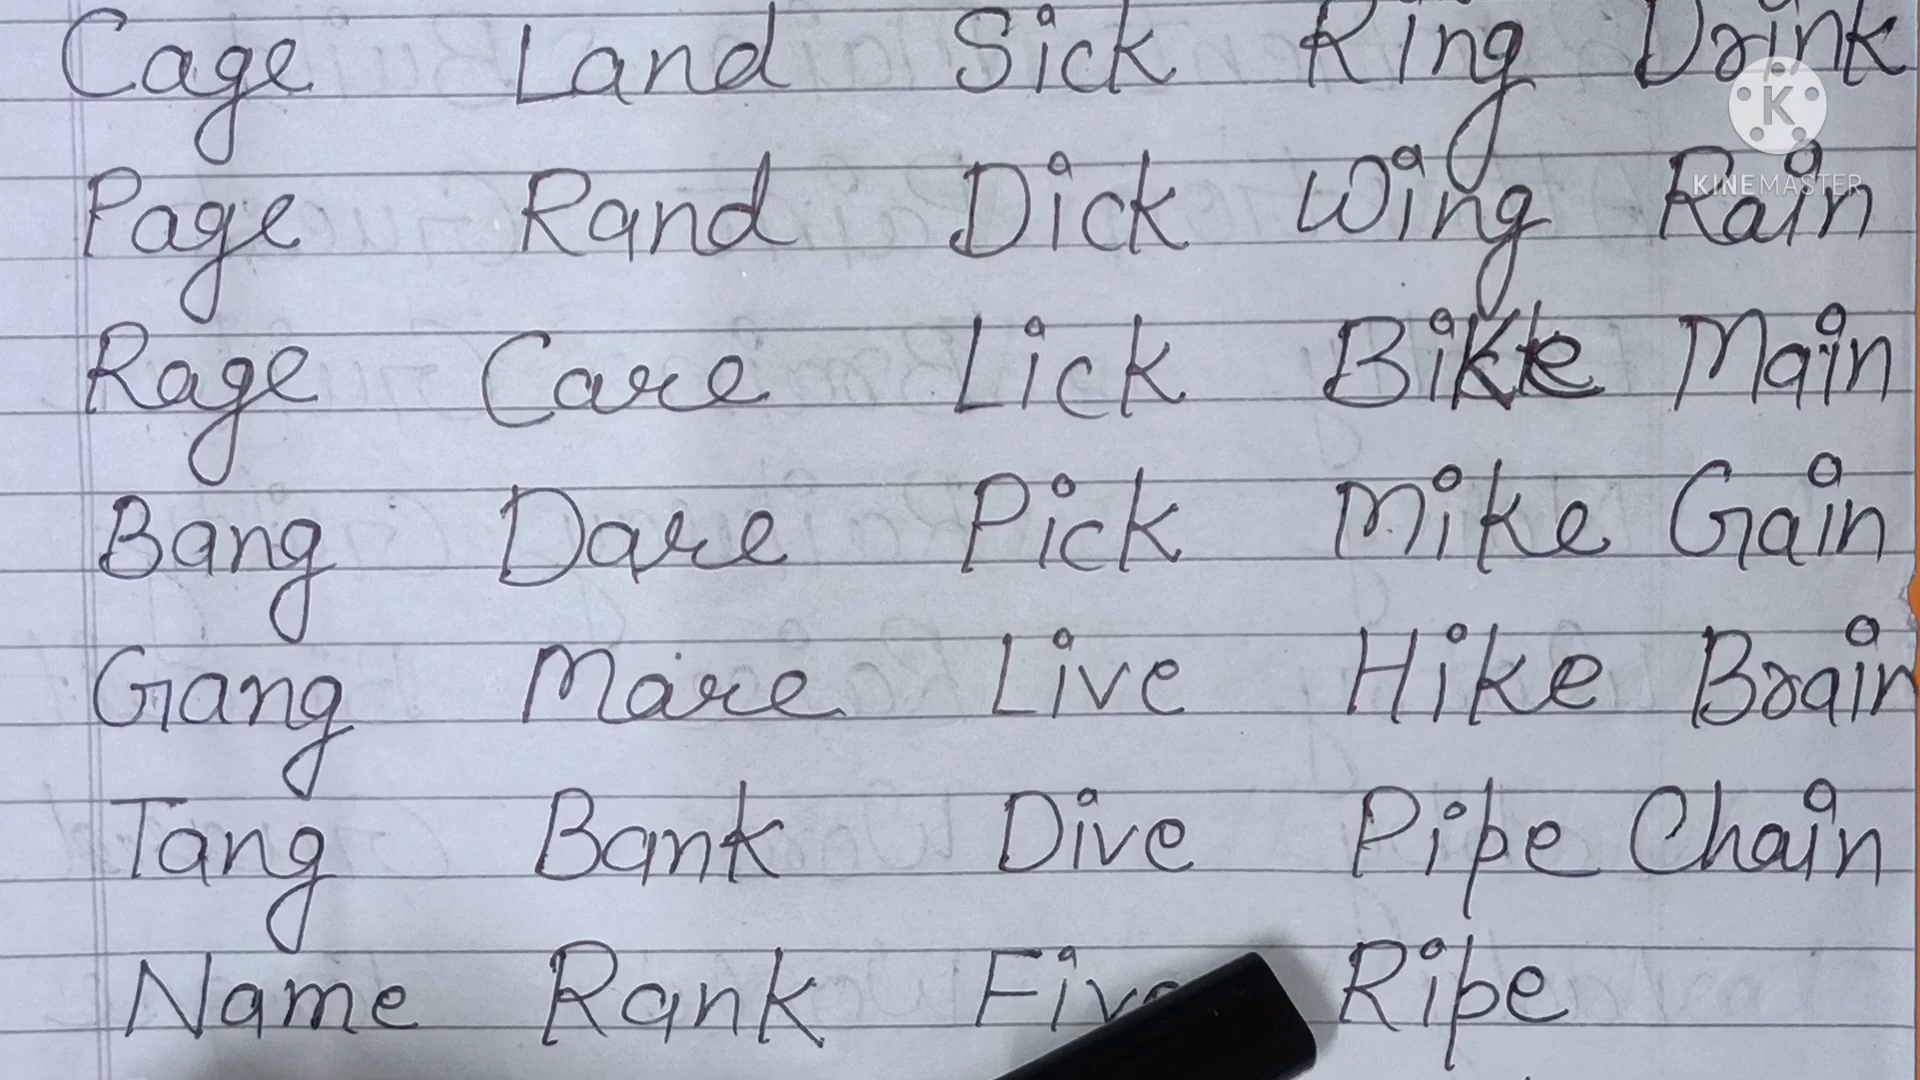 Cage Land Sick Ring Drink
Page Rand Dick Wing Rain
KINEMASTER
Rage Care Lick Bike Main
Bang Dare Pick Mike Gain
Gang Mare Live Hike Brain
Tang Bank Dive Pipe Chain
Name Rank Five Ripe